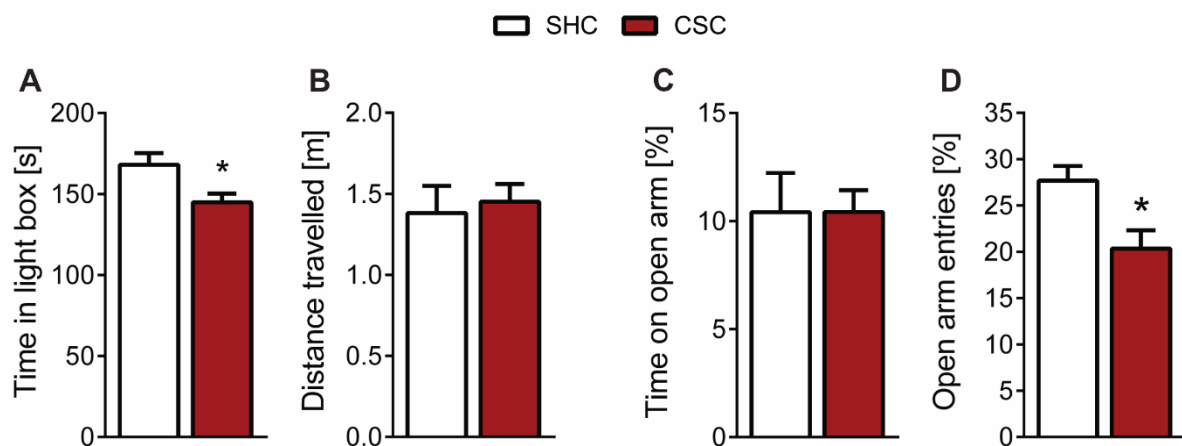 SHC CSC
A
Time in light box [s]
200
150
100
50
0
*
B
Distance travelled [m]
2.0
1.5
1.0
0.5
0.0
C
Time on open arm [%]
15
10
5
0
D
Open arm entries [%]
35
30
25
20
15
10
5
0
*